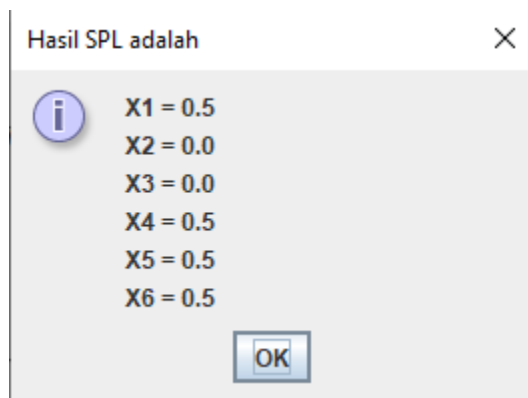 Hasil SPL adalah
X1 = 0.5
X2 = 0.0
X3 = 0.0
X4 = 0.5
X5 = 0.5
X6 = 0.5
OK